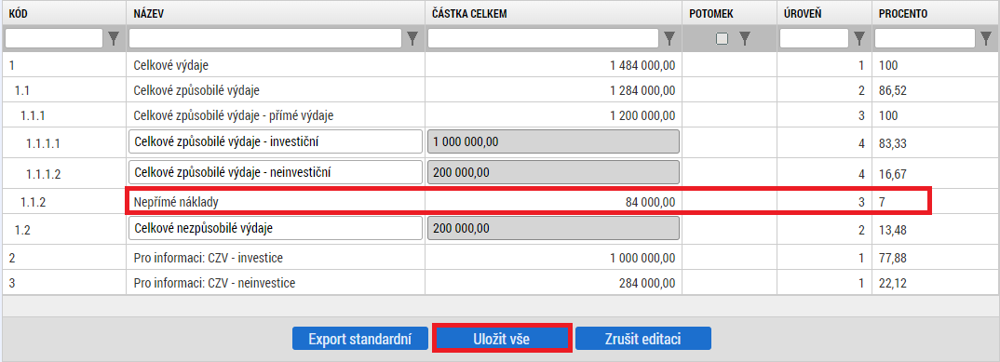 KÓD NÁZEV ČÁSTKA CELKEM POTOMEK ÚROVEŇ PROCENTO
1 Celkové výdaje 1 484 000,00 1 100
1.1 Celkové způsobilé výdaje 1 284 000,00 2 86,52
1.1.1 Celkové způsobilé výdaje - přímé výdaje 1 200 000,00 3 100
1.1.1.1 Celkové způsobilé výdaje - investiční 1 000 000,00 4 83,33
1.1.1.2 Celkové způsobilé výdaje - neinvestiční 200 000,00 4 16,67
1.1.2 Nepřímé náklady 84 000,00 3 7
1.2 Celkové nezpůsobilé výdaje 200 000,00 2 13,48
2 Pro informaci: CZV - investice 1 000 000,00 1 77,88
3 Pro informaci: CZV - neinvestice 284 000,00 1 22,12
Export standardní Uložit vše Zrušit editaci